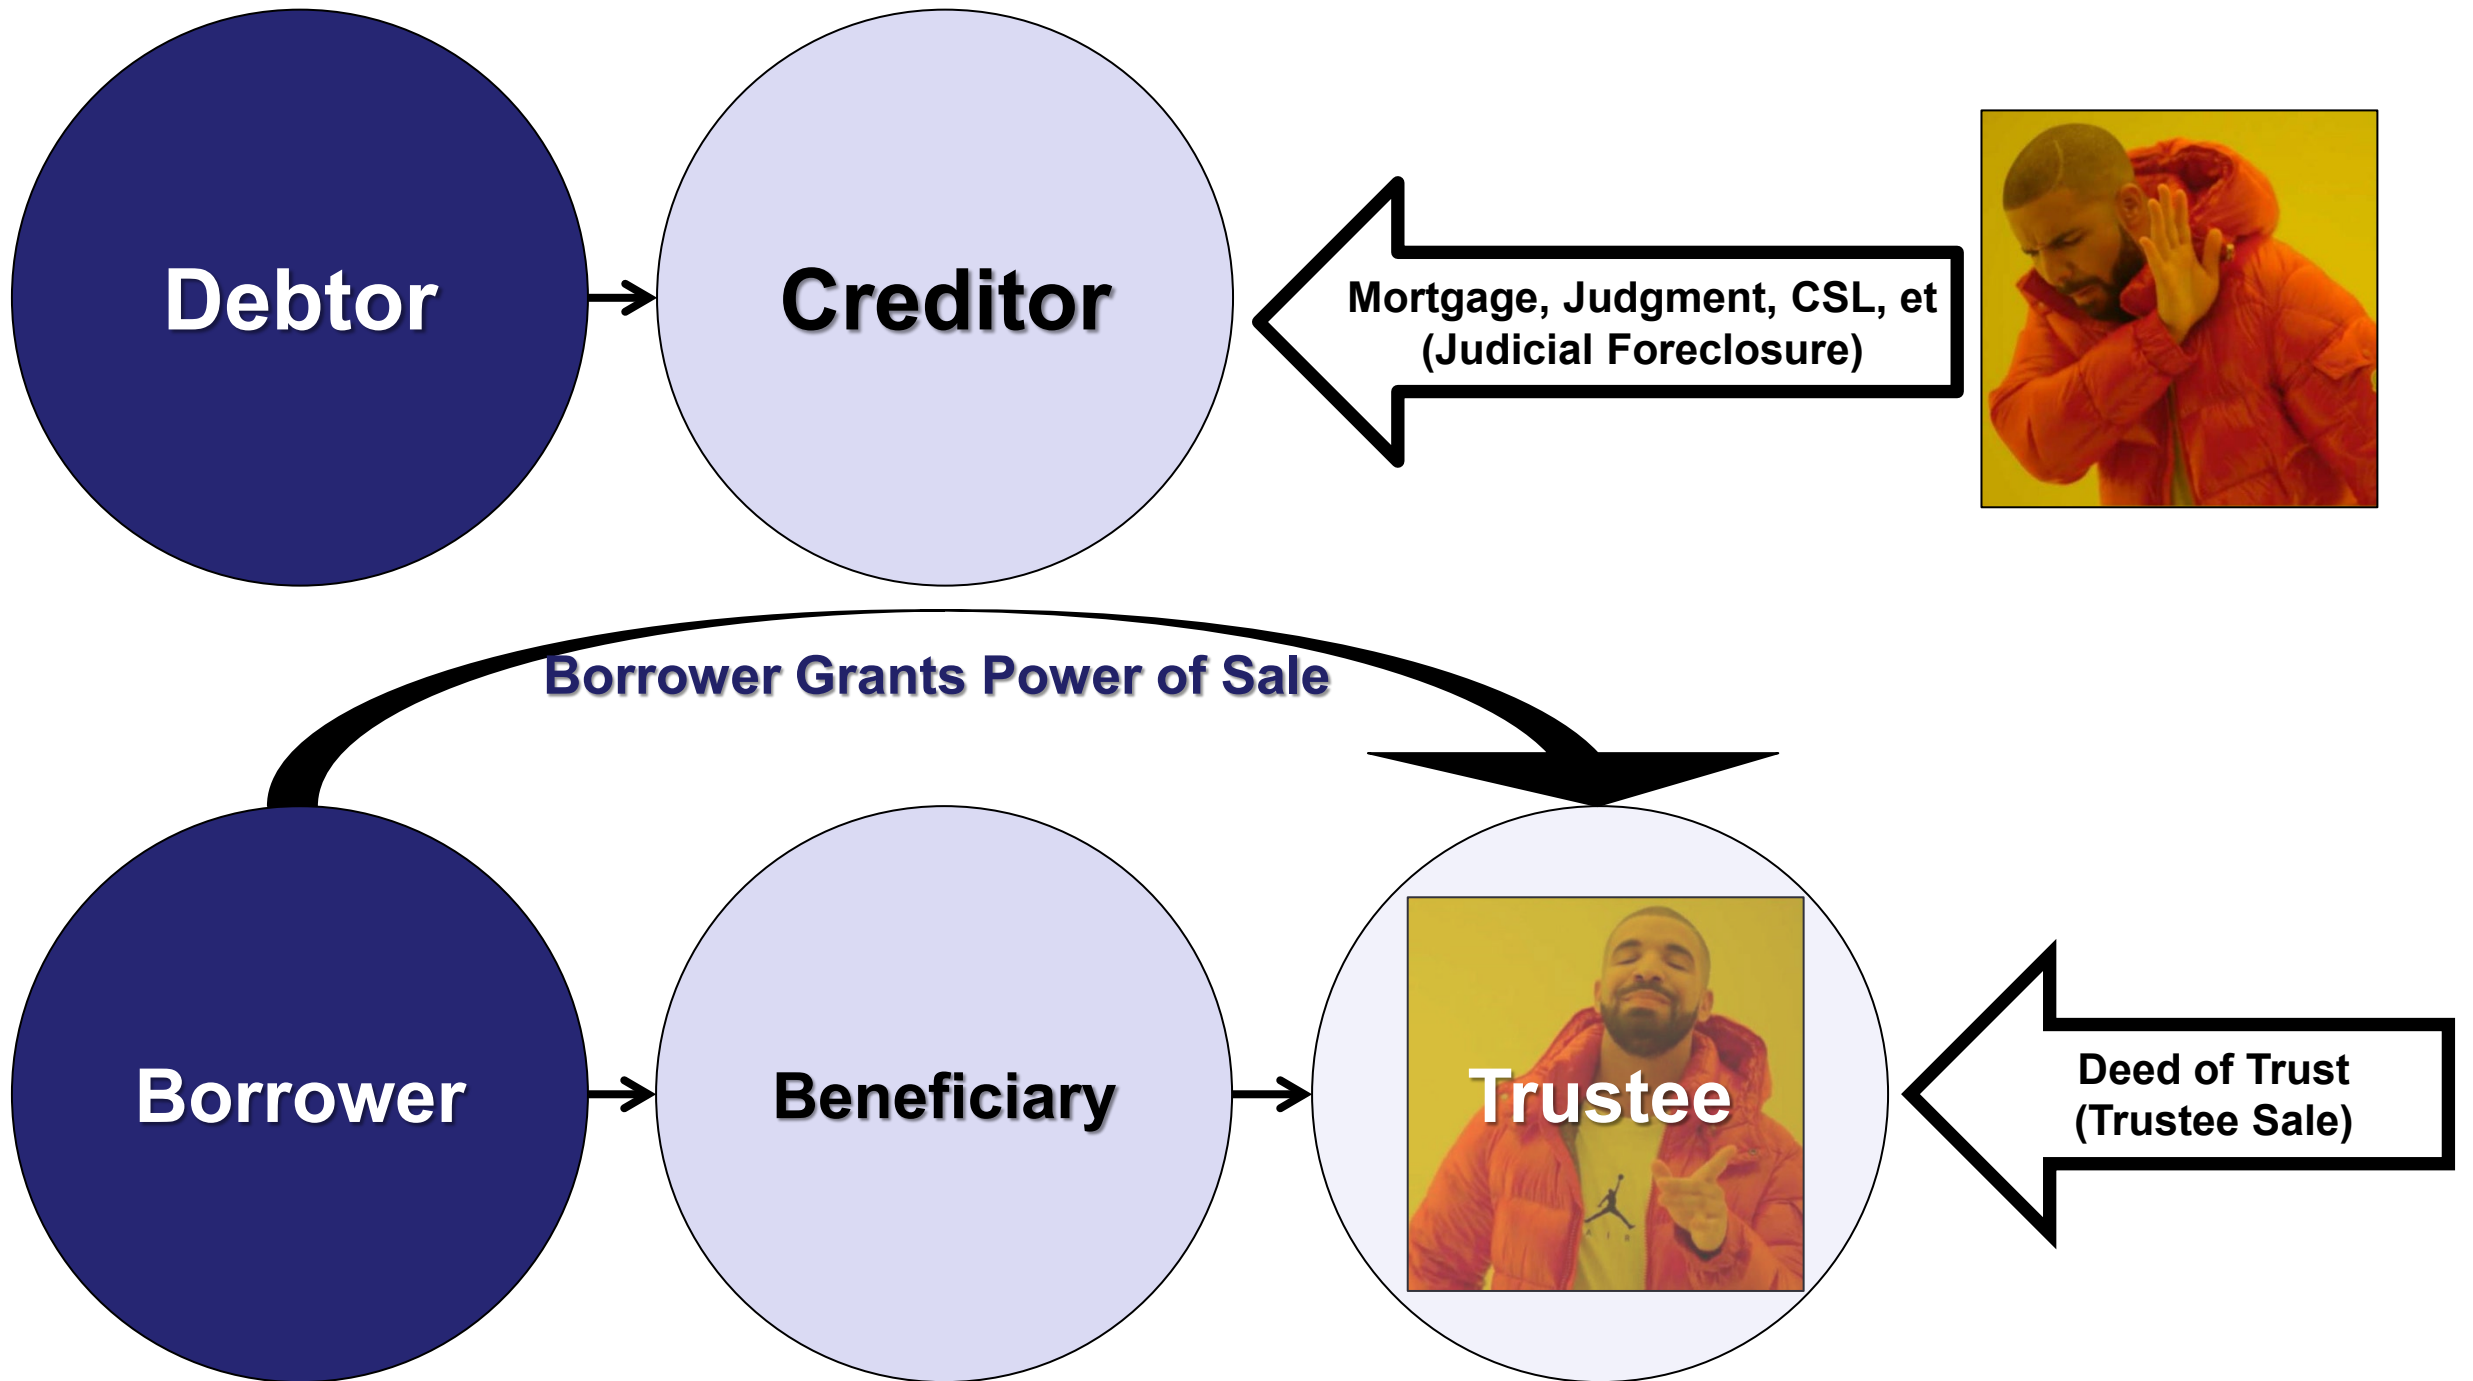 Debtor
Creditor
Mortgage, Judgment, CSL, et
(Judicial Foreclosure)
Borrower Grants Power of Sale
Borrower
Beneficiary
Trustee
Deed of Trust
(Trustee Sale)